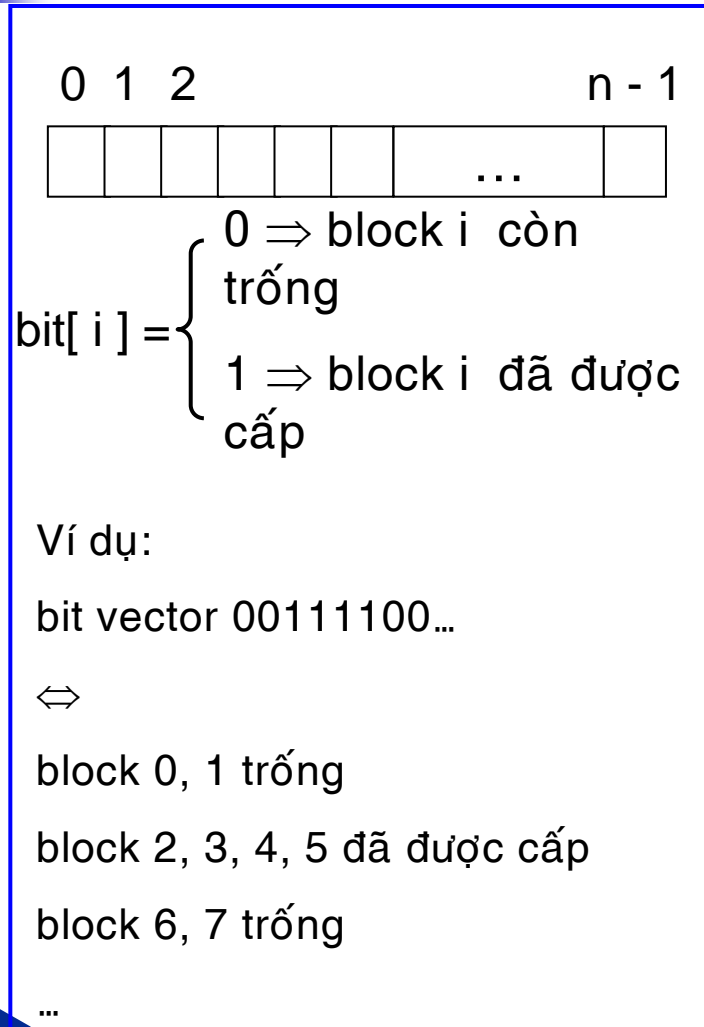 0 1 2 n - 1
...
0 ⇒ block i còn
trống
bit[ i ] =
1 ⇒ block i đã được
cấp
Ví dụ:
bit vector 00111100…
⇔
block 0, 1 trống
block 2, 3, 4, 5 đã được cấp
block 6, 7 trống
…